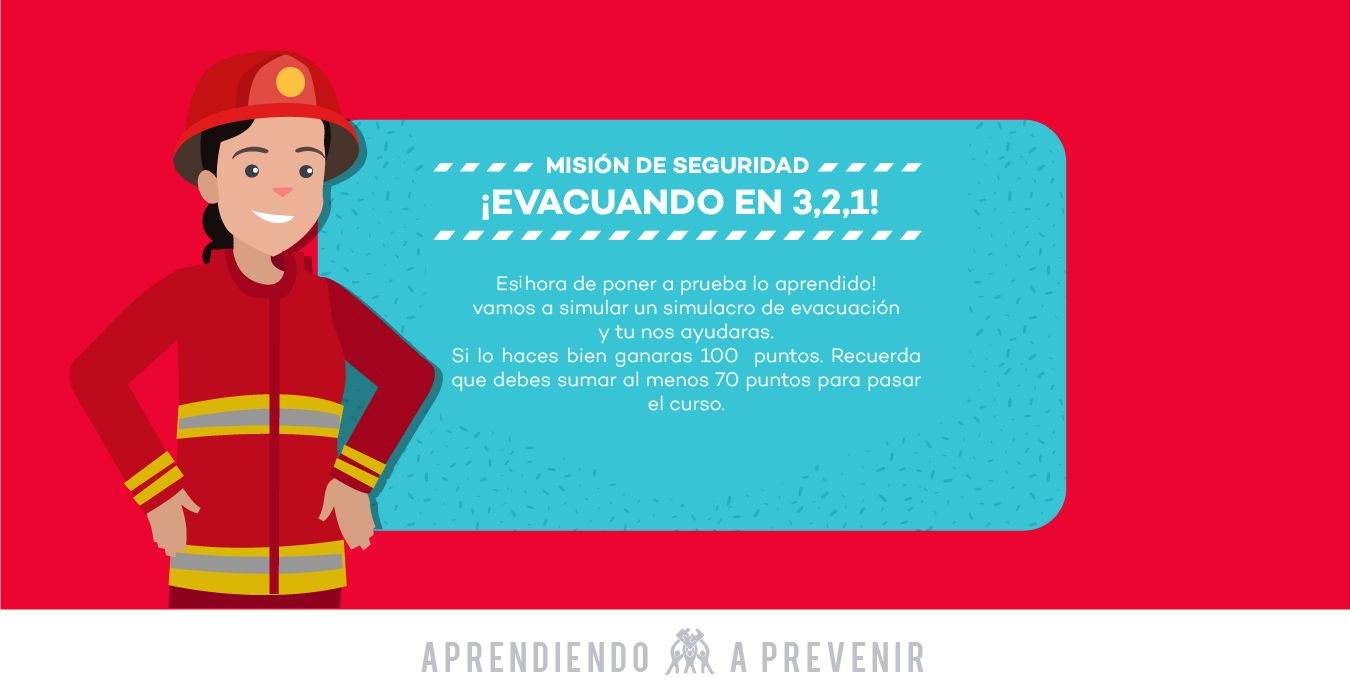 MISIÓN DE SEGURIDAD
¡EVACUANDO EN 3,2,1!
Es¡hora de poner a prueba lo aprendido!
vamos a simular un simulacro de evacuación
y tu nos ayudaras.
Si lo haces bien ganaras 100 puntos. Recuerda
que debes sumar al menos 70 puntos para pasar
el curso.
APRENDIENDO A PREVENIR